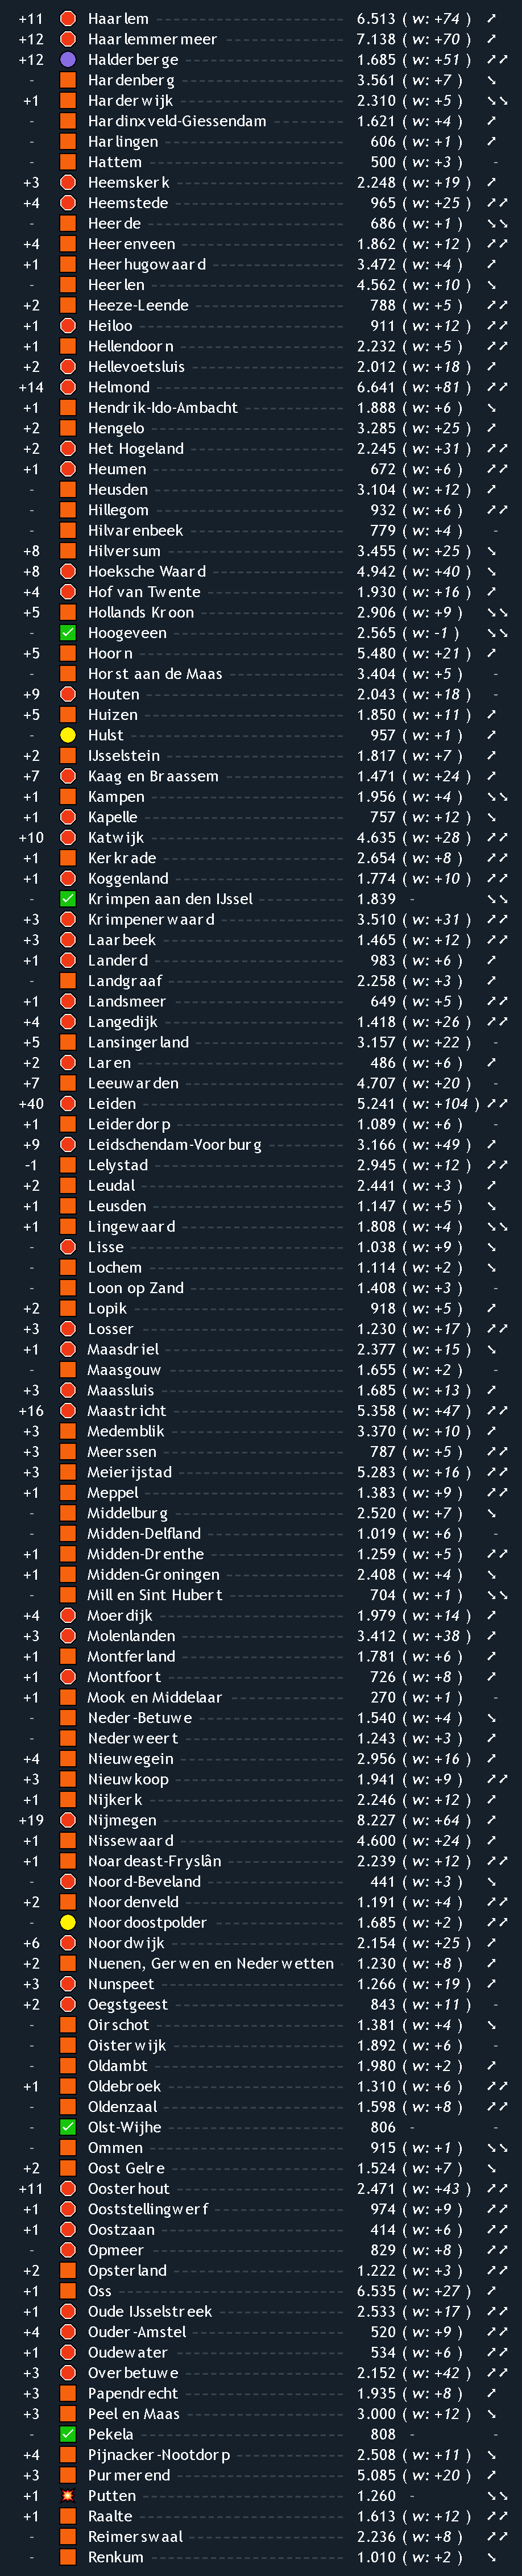 +11 Haarlem 6.513 ( w: +74 ) ↗
+12 Haarlemmermeer 7.138 ( w: +70 ) ↗
+12 Halderberge 1.685 ( w: +51 ) ↗↗
- Hardenberg 3.561 ( w: +7 ) ↘
+1 Harderwijk 2.310 ( w: +5 ) ↘↘
- Hardinxveld-Giessendam 1.621 ( w: +4 ) ↗
- Harlingen 606 ( w: +1 ) ↗
- Hattem 500 ( w: +3 ) -
+3 Heemskerk 2.248 ( w: +19 ) ↗
+4 Heemstede 965 ( w: +25 ) ↗↗
- Heerde 686 ( w: +1 ) ↘↘
+4 Heerenveen 1.862 ( w: +12 ) ↗↗
+1 Heerhugowaard 3.472 ( w: +4 ) ↗
- Heerlen 4.562 ( w: +10 ) ↘
+2 Heeze-Leende 788 ( w: +5 ) ↗↗
+1 Heiloo 911 ( w: +12 ) ↗↗
+1 Hellendoorn 2.232 ( w: +5 ) ↗↗
+2 Hellevoetsluis 2.012 ( w: +18 ) ↗
+14 Helmond 6.641 ( w: +81 ) ↗↗
+1 Hendrik-Ido-Ambacht 1.888 ( w: +6 ) ↘
+2 Hengelo 3.285 ( w: +25 ) ↗
+2 Het Hogeland 2.245 ( w: +31 ) ↗↗
+1 Heumen 672 ( w: +6 ) ↗↗
- Heusden 3.104 ( w: +12 ) ↗
- Hillegom 932 ( w: +6 ) ↗↗
- Hilvarenbeek 779 ( w: +4 ) -
+8 Hilversum 3.455 ( w: +25 ) ↘
+8 Hoeksche Waard 4.942 ( w: +40 ) ↘
+4 Hof van Twente 1.930 ( w: +16 ) ↗
+5 Hollands Kroon 2.906 ( w: +9 ) ↘↘
- Hoogeveen 2.565 ( w: -1 ) ↘↘
+5 Hoorn 5.480 ( w: +21 ) ↗
- Horst aan de Maas 3.404 ( w: +5 ) -
+9 Houten 2.043 ( w: +18 ) -
+5 Huizen 1.850 ( w: +11 ) ↗
- Hulst 957 ( w: +1 ) ↗
+2 IJsselstein 1.817 ( w: +7 ) ↗
+7 Kaag en Braassem 1.471 ( w: +24 ) ↗
+1 Kampen 1.956 ( w: +4 ) ↘↘
+1 Kapelle 757 ( w: +12 ) ↘
+10 Katwijk 4.635 ( w: +28 ) ↗↗
+1 Kerkrade 2.654 ( w: +8 ) ↗↗
+1 Koggenland 1.774 ( w: +10 ) ↗↗
- Krimpen aan den IJssel 1.839 - ↘↘
+3 Krimpenerwaard 3.510 ( w: +31 ) ↗↗
+3 Laarbeek 1.465 ( w: +12 ) ↗↗
+1 Landerd 983 ( w: +6 ) ↗
- Landgraaf 2.258 ( w: +3 ) ↗
+1 Landsmeer 649 ( w: +5 ) ↗↗
+4 Langedijk 1.418 ( w: +26 ) ↗↗
+5 Lansingerland 3.157 ( w: +22 ) -
+2 Laren 486 ( w: +6 ) ↗
+7 Leeuwarden 4.707 ( w: +20 ) -
+40 Leiden 5.241 ( w: +104 ) ↗↗
+1 Leiderdorp 1.089 ( w: +6 ) -
+9 Leidschendam-Voorburg 3.166 ( w: +49 ) ↗
-1 Lelystad 2.945 ( w: +12 ) ↗↗
+2 Leudal 2.441 ( w: +3 ) ↗
+1 Leusden 1.147 ( w: +5 ) ↘
+1 Lingewaard 1.808 ( w: +4 ) ↘↘
- Lisse 1.038 ( w: +9 ) ↘
- Lochem 1.114 ( w: +2 ) ↘
- Loon op Zand 1.408 ( w: +3 ) -
+2 Lopik 918 ( w: +5 ) ↗
+3 Losser 1.230 ( w: +17 ) ↗↗
+1 Maasdriel 2.377 ( w: +15 ) ↘
- Maasgouw 1.655 ( w: +2 ) -
+3 Maassluis 1.685 ( w: +13 ) ↗
+16 Maastricht 5.358 ( w: +47 ) ↗↗
+3 Medemblik 3.370 ( w: +10 ) ↗
+3 Meerssen 787 ( w: +5 ) ↗↗
+3 Meierijstad 5.283 ( w: +16 ) ↗↗
+1 Meppel 1.383 ( w: +9 ) ↗↗
- Middelburg 2.520 ( w: +7 ) ↘
- Midden-Delfland 1.019 ( w: +6 ) -
+1 Midden-Drenthe 1.259 ( w: +5 ) ↗↗
+1 Midden-Groningen 2.408 ( w: +4 ) ↘
- Mill en Sint Hubert 704 ( w: +1 ) ↘↘
+4 Moerdijk 1.979 ( w: +14 ) ↗
+3 Molenlanden 3.412 ( w: +38 ) ↗
+1 Montferland 1.781 ( w: +6 ) ↗
+1 Montfoort 726 ( w: +8 ) ↗
+1 Mook en Middelaar 270 ( w: +1 ) -
- Neder-Betuwe 1.540 ( w: +4 ) ↘
- Nederweert 1.243 ( w: +3 ) ↗
+4 Nieuwegein 2.956 ( w: +16 ) ↗
+3 Nieuwkoop 1.941 ( w: +9 ) ↗↗
+1 Nijkerk 2.246 ( w: +12 ) ↗
+19 Nijmegen 8.227 ( w: +64 ) ↗
+1 Nissewaard 4.600 ( w: +24 ) ↗
+1 Noardeast-Fryslân 2.239 ( w: +12 ) ↗↗
- Noord-Beveland 441 ( w: +3 ) ↘
+2 Noordenveld 1.191 ( w: +4 ) ↗↗
- Noordoostpolder 1.685 ( w: +2 ) ↗↗
+6 Noordwijk 2.154 ( w: +25 ) ↗
+2 Nuenen, Gerwen en Nederwetten 1.230 ( w: +8 ) ↗
+3 Nunspeet 1.266 ( w: +19 ) ↗
+2 Oegstgeest 843 ( w: +11 ) -
- Oirschot 1.381 ( w: +4 ) ↘
- Oisterwijk 1.892 ( w: +6 ) -
- Oldambt 1.980 ( w: +2 ) ↗
+1 Oldebroek 1.310 ( w: +6 ) ↗↗
- Oldenzaal 1.598 ( w: +8 ) ↗↗
- Olst-Wijhe 806 - -
- Ommen 915 ( w: +1 ) ↘↘
+2 Oost Gelre 1.524 ( w: +7 ) ↘
+11 Oosterhout 2.471 ( w: +43 ) ↗↗
+1 Ooststellingwerf 974 ( w: +9 ) ↗↗
+1 Oostzaan 414 ( w: +6 ) ↗↗
- Opmeer 829 ( w: +8 ) ↗↗
+2 Opsterland 1.222 ( w: +3 ) ↗↗
+1 Oss 6.535 ( w: +27 ) ↗
+1 Oude IJsselstreek 2.533 ( w: +17 ) ↗↗
+4 Ouder-Amstel 520 ( w: +9 ) ↗↗
+1 Oudewater 534 ( w: +6 ) ↗↗
+3 Overbetuwe 2.152 ( w: +42 ) ↗↗
+3 Papendrecht 1.935 ( w: +8 ) ↗
+3 Peel en Maas 3.000 ( w: +12 ) ↘
- Pekela 808 -
+4 Pijnacker-Nootdorp 2.508 ( w: +11 ) ↘
+3 Purmerend 5.085 ( w: +20 ) ↗
+1 Putten 1.260 - ↘↘
+1 Raalte 1.613 ( w: +12 ) ↗↗
- Reimerswaal 2.236 ( w: +8 ) ↗↗
- Renkum 1.010 ( w: +2 ) ↘